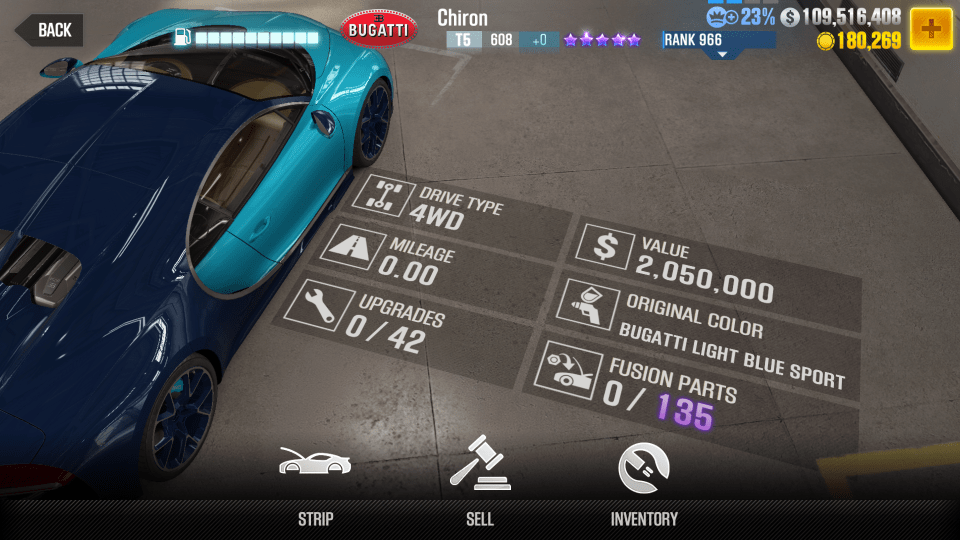 BACK
BUGATTI
Chiron
T5 608 +0
RANK 966
23%
$ 109,516,408
180,269
DRIVE TYPE
4WD
MILEAGE
0.00
UPGRADES
0 / 42
$
VALUE
2,050,000
ORIGINAL COLOR
BUGATTI LIGHT BLUE SPORT
FUSION PARTS
0 / 135
STRIP
SELL
INVENTORY